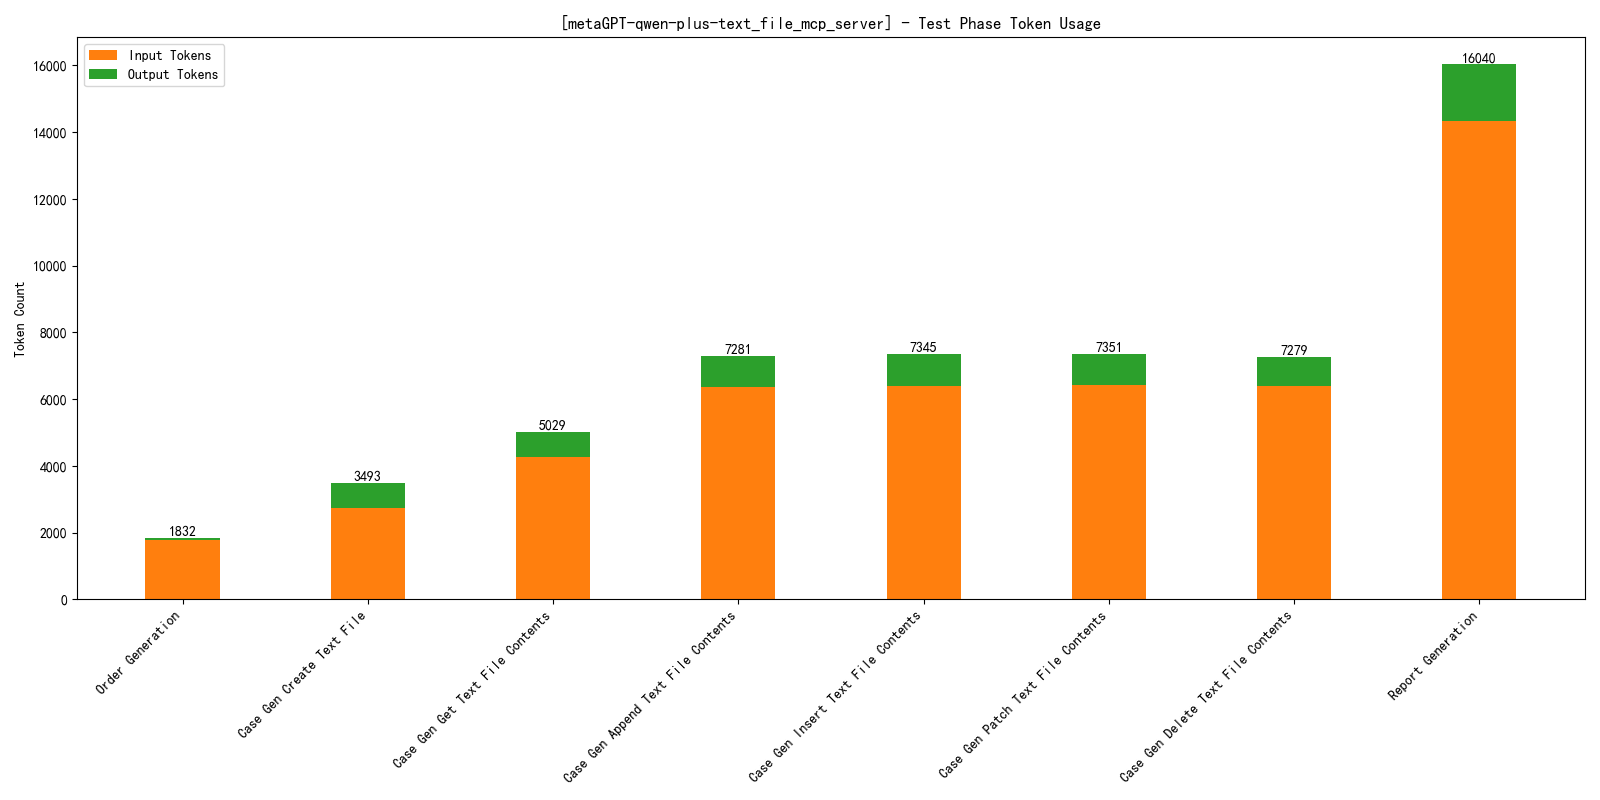 [metaGPT-qwen-plus-text_file_mcp_server] - Test Phase Token Usage
Input Tokens
Output Tokens
Token Count
16000
14000
12000
10000
8000
6000
4000
2000
0
1832
3493
5029
7281
7345
7351
7279
16040
Order Generation
Case Gen Create Text File
Case Gen Get Text File Contents
Case Gen Append Text File Contents
Case Gen Insert Text File Contents
Case Gen Patch Text File Contents
Case Gen Delete Text File Contents
Report Generation